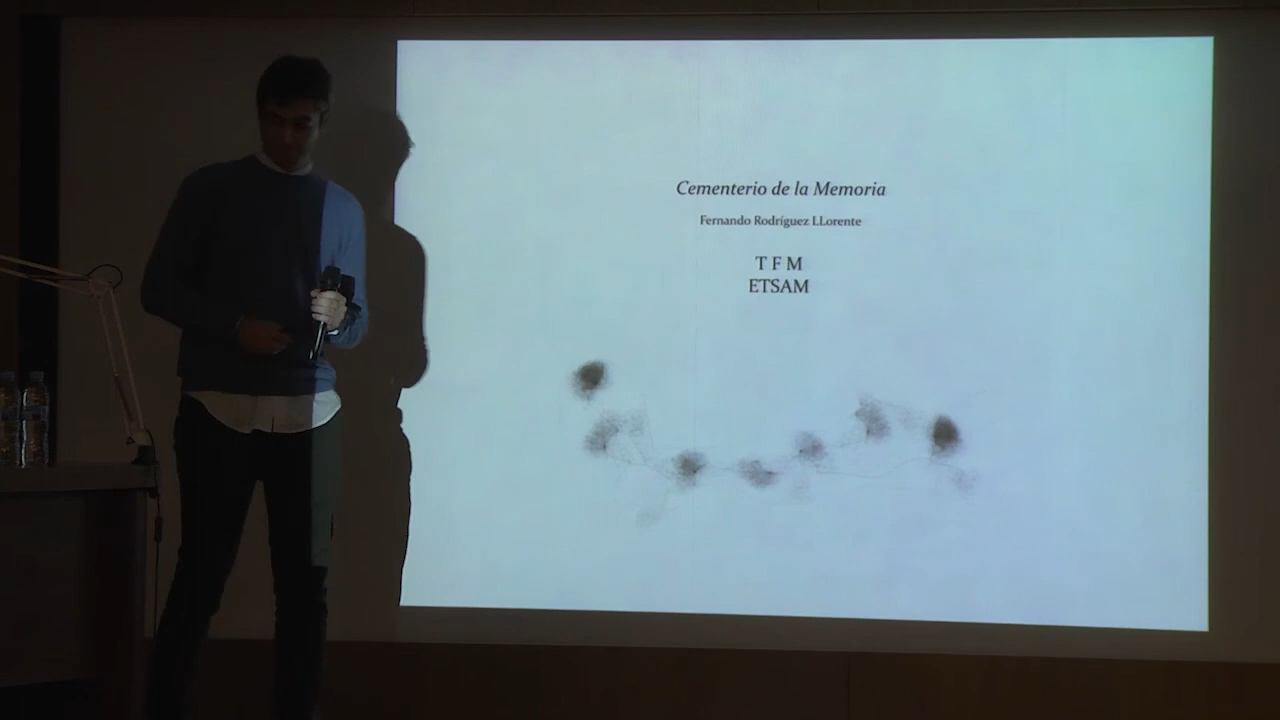 Cementerio de la Memoria
Fernando Rodríguez LLorente
T F M
ETSAM